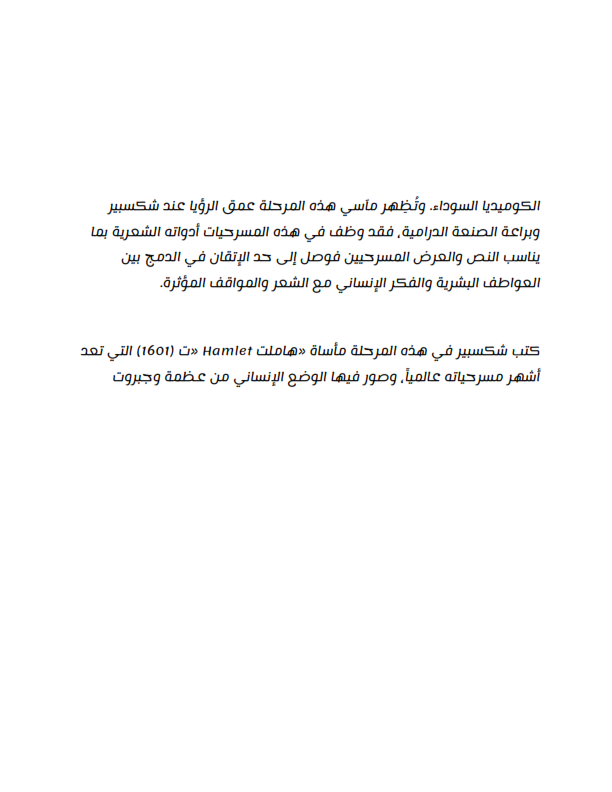 الكوميديا السوداء. وتُظِهر مآسي هذه المرحلة عمق الرؤيا عند شكسبير
وبراعة الصنعة الدرامية، فقد وظف في هذه المسرحيات أدواته الشعرية بما
يناسب النص والعرض المسرحيين فوصل إلى حد الإتقان في الدمج بين
العواطف البشرية والفكر الإنساني مع الشعر والمواقف المؤثرة.
كتب شكسبير في هذه المرحلة مأساة «هاملت Hamlet «ت (1601) التي تعد
أشهر مسرحياته عالمياً، وصور فيها الوضع الإنساني من عظمة وجبروت